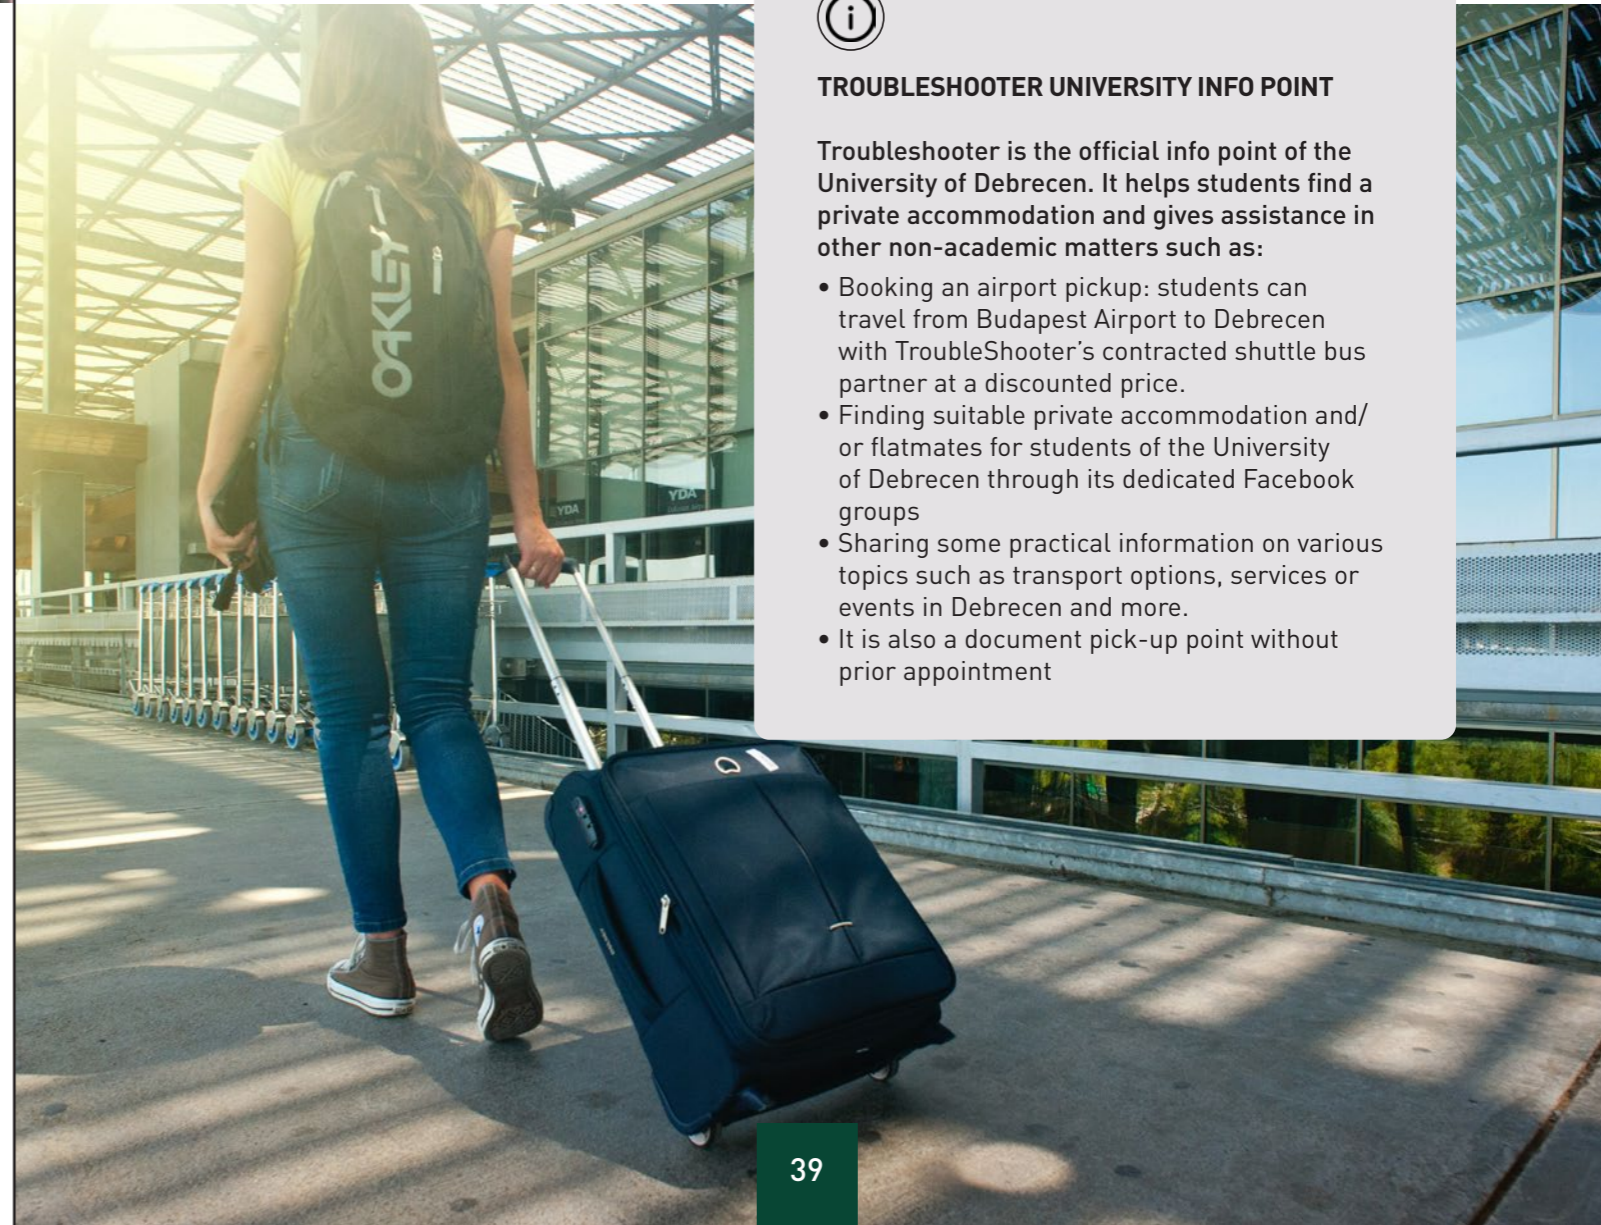 TROUBLESHOOTER UNIVERSITY INFO POINT
Troubleshooter is the official info point of the
University of Debrecen. It helps students find a
private accommodation and gives assistance in
other non-academic matters such as:
• Booking an airport pickup: students can
travel from Budapest Airport to Debrecen
with TroubleShooter's contracted shuttle bus
partner at a discounted price.
• Finding suitable private accommodation and/
or flatmates for students of the University
of Debrecen through its dedicated Facebook
groups
• Sharing some practical information on various
topics such as transport options, services or
events in Debrecen and more.
• It is also a document pick-up point without
prior appointment
OAKLEY
YDA
YDA
39